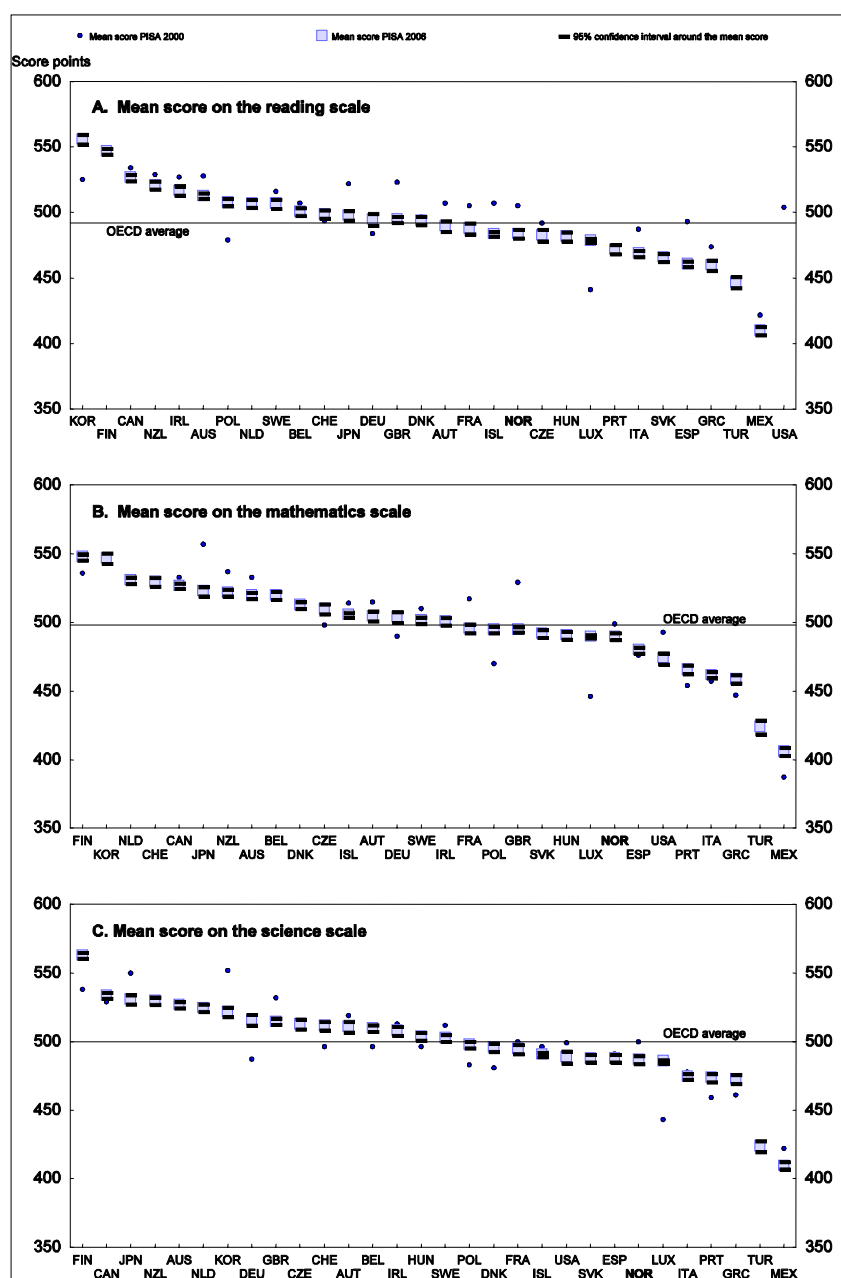 Mean score PISA 2000 Mean score PISA 2006 95% confidence interval around the mean score
Score points
600 600
A. Mean score on the reading scale
550 550
500 500
OECD average
450 450
400 400
350 350
KOR CAN IRL POL SWE CHE DEU DNK FRA NOR HUN PRT SVK GRC MEX
FIN NZL AUS NLD BEL JPN GBR AUT ISL CZE LUX ITA ESP TUR USA
600 600
B. Mean score on the mathematics scale
550 550
500 500
OECD average
450 450
400 400
350 350
FIN NLD CAN NZL BEL CZE AUT SWE FRA GBR HUN NOR USA ITA TUR
KOR CHE JPN AUS DNK ISL DEU IRL POL SVK LUX ESP PRT GRC MEX
600 600
C. Mean score on the science scale
550 550
500 500
OECD average
450 450
400 400
350 350
FIN JPN AUS KOR GBR CHE BEL HUN POL FRA USA ESP LUX PRT TUR
CAN NZL NLD DEU CZE AUT IRL SWE DNK ISL SVK NOR ITA GRC MEX